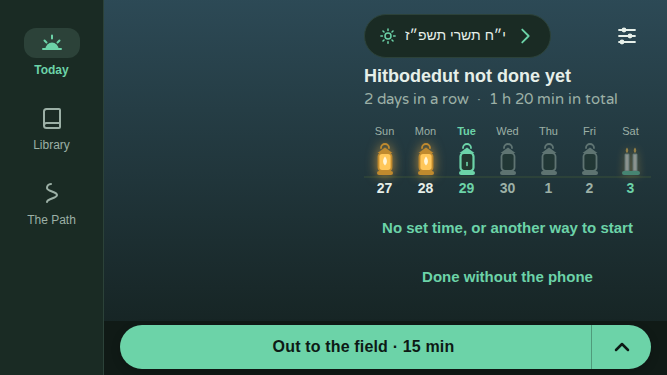 Today
Library
The Path
י״ח תשרי תשפ״ז
Hitbodedut not done yet
2 days in a row · 1 h 20 min in total
Sun Mon Tue Wed Thu Fri Sat
27 28 29 30 1 2 3
No set time, or another way to start
Done without the phone
Out to the field · 15 min